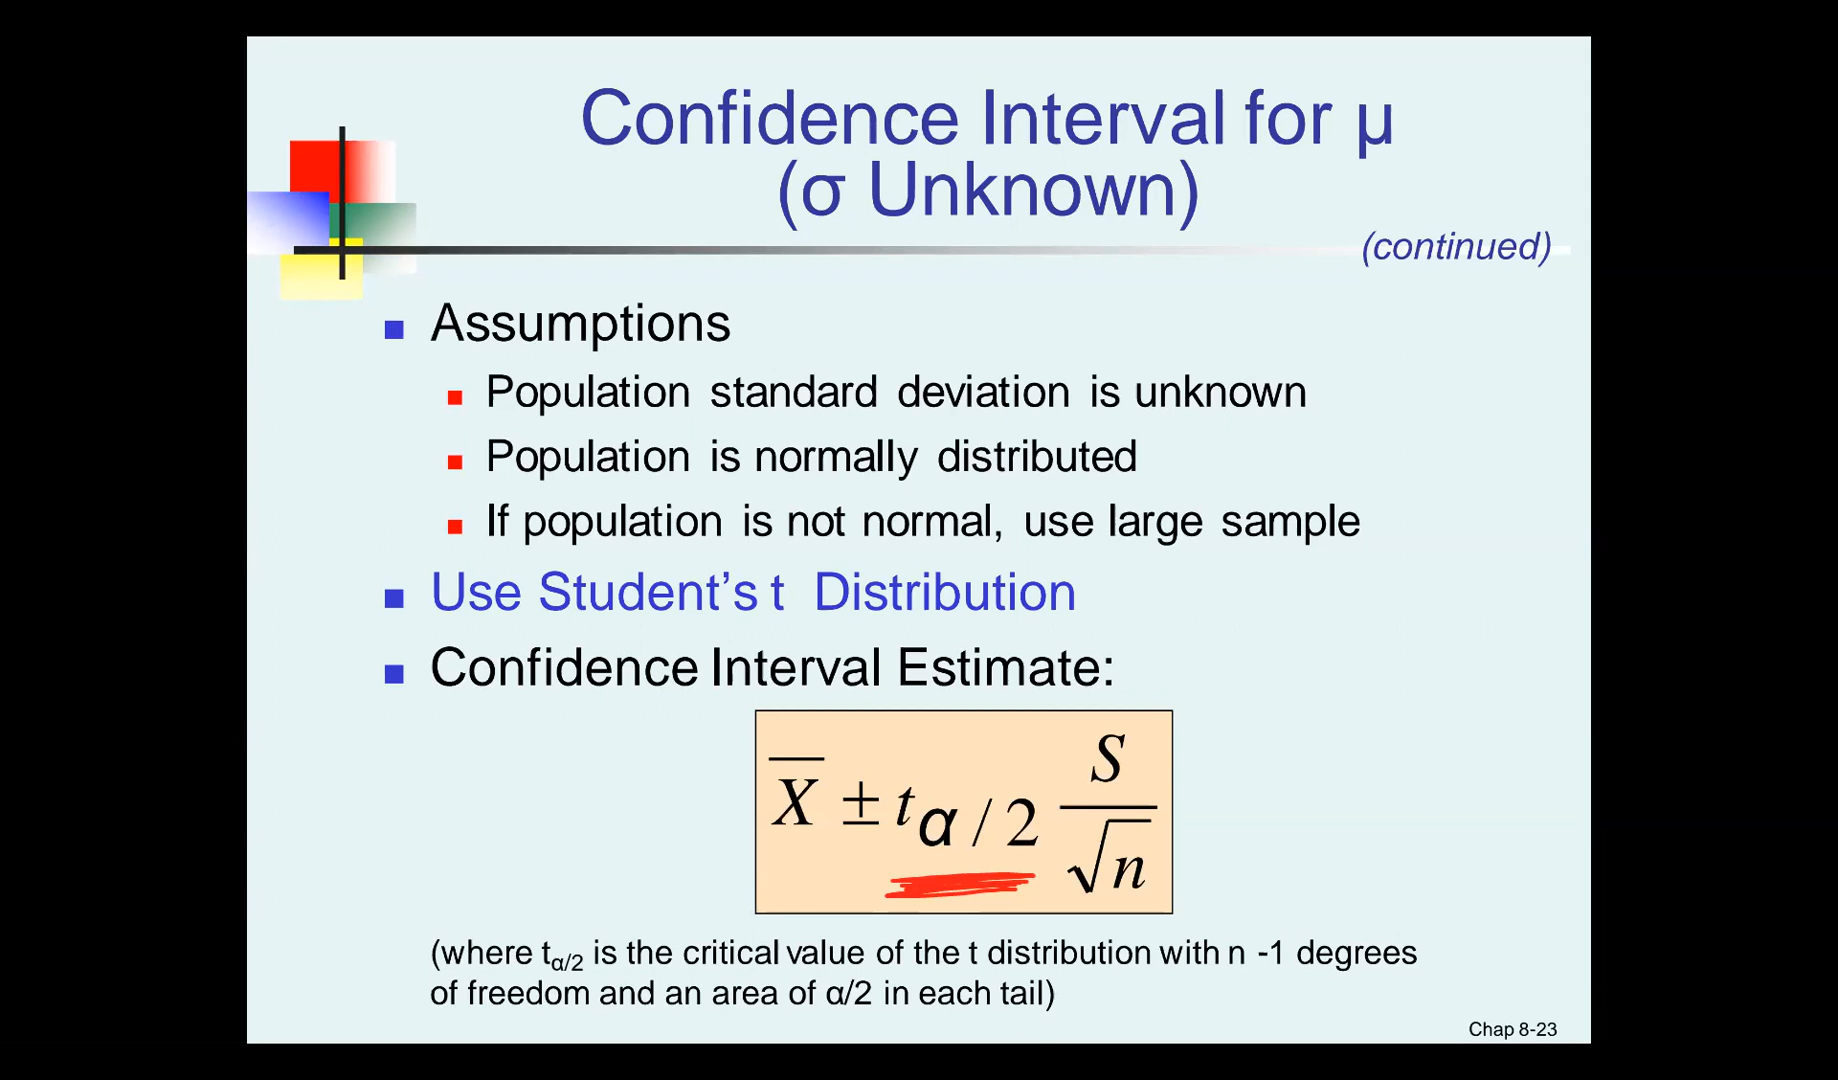 Confidence Interval for μ
(σ Unknown)
(continued)
Assumptions
Population standard deviation is unknown
Population is normally distributed
If population is not normal, use large sample
Use Student’s t Distribution
Confidence Interval Estimate:
X̄ ± tα/2 S/√n
(where tα/2 is the critical value of the t distribution with n -1 degrees
of freedom and an area of α/2 in each tail)
Chap 8-23